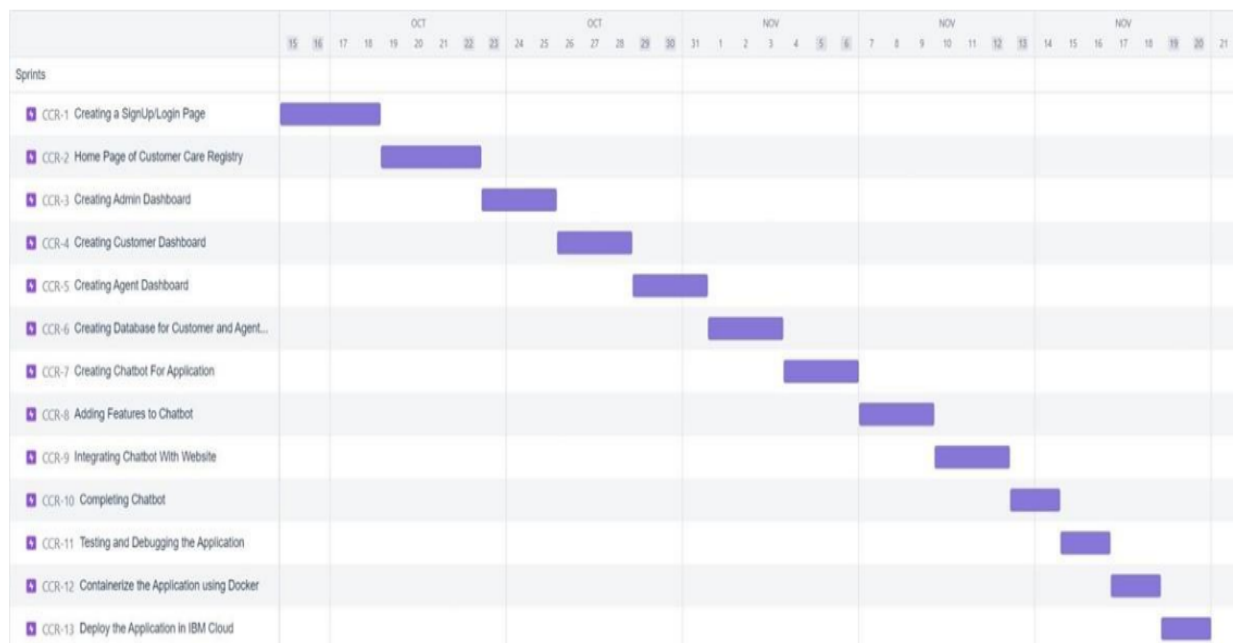 OCT OCT NOV NOV NOV
15 16 17 18 19 20 21 22 23 24 25 26 27 28 29 30 31 1 2 3 4 5 6 7 8 9 10 11 12 13 14 15 16 17 18 19 20 21
Sprints
CCR-1 Creating a SignUp/Login Page
CCR-2 Home Page of Customer Care Registry
CCR-3 Creating Admin Dashboard
CCR-4 Creating Customer Dashboard
CCR-5 Creating Agent Dashboard
CCR-6 Creating Database for Customer and Agent...
CCR-7 Creating Chatbot For Application
CCR-8 Adding Features to Chatbot
CCR-9 Integrating Chatbot With Website
CCR-10 Completing Chatbot
CCR-11 Testing and Debugging the Application
CCR-12 Containerize the Application using Docker
CCR-13 Deploy the Application in IBM Cloud